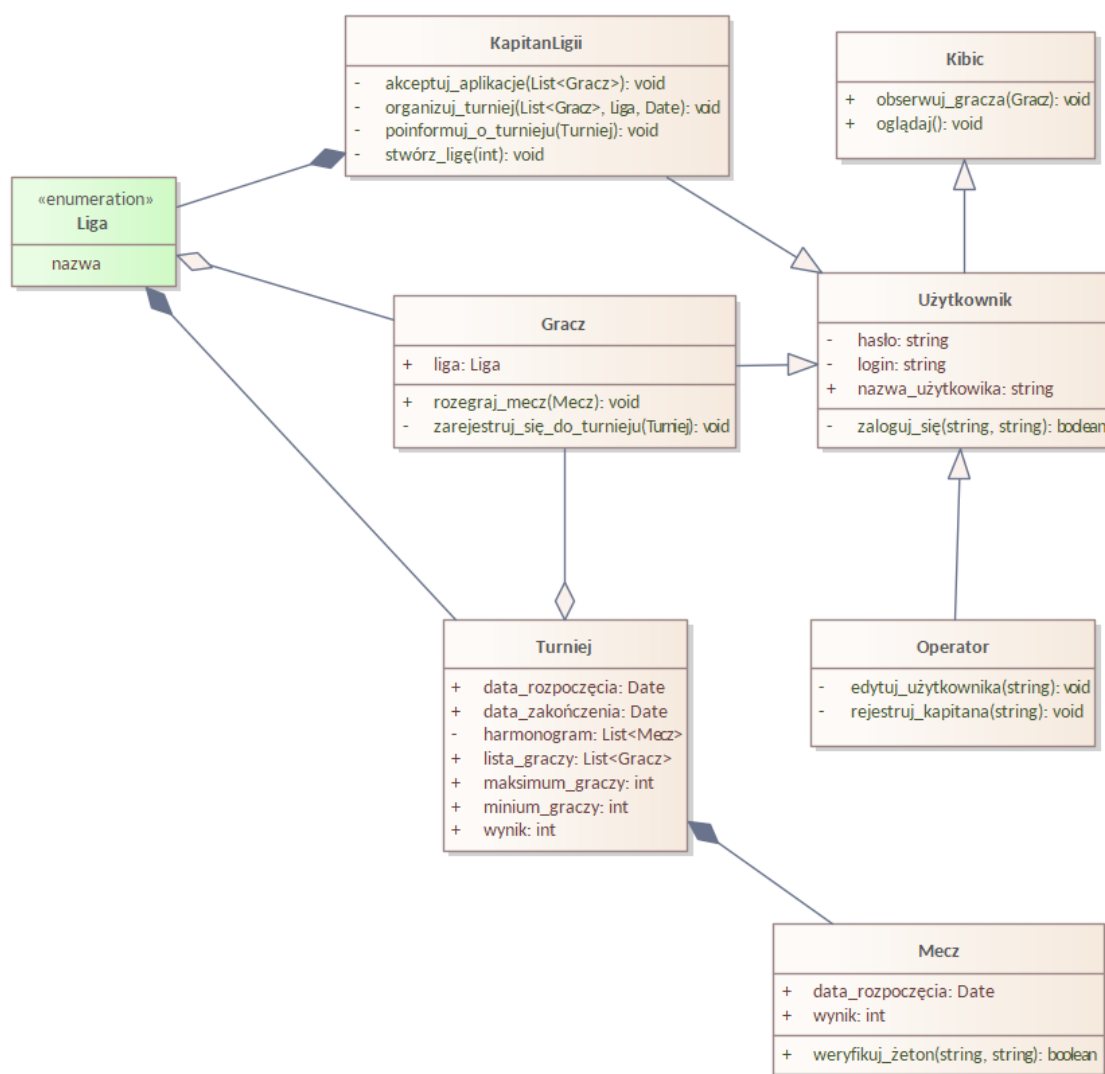 KapitanLigii
- akceptuj_aplikacje(List<Gracz>): void
- organizuj_turniej(List<Gracz>, Liga, Date): void
- poinformuj_o_turnieju(Turniej): void
- stwórz_ligę(int): void
Kibic
+ obserwuj_gracza(Gracz): void
+ oglądaj(): void
«enumeration»
Liga
nazwa
Gracz
+ liga: Liga
+ rozegraj_mecz(Mecz): void
- zarejestruj_się_do_turnieju(Turniej): void
Użytkownik
- hasło: string
- login: string
+ nazwa_użytkowika: string
- zaloguj_się(string, string): boolean
Turniej
+ data_rozpoczęcia: Date
+ data_zakończenia: Date
- harmonogram: List<Mecz>
+ lista_graczy: List<Gracz>
+ maksimum_graczy: int
+ minium_graczy: int
+ wynik: int
Operator
- edytuj_użytkownika(string): void
- rejestruj_kapitana(string): void
Mecz
+ data_rozpoczęcia: Date
+ wynik: int
+ weryfikuj_żeton(string, string): boolean